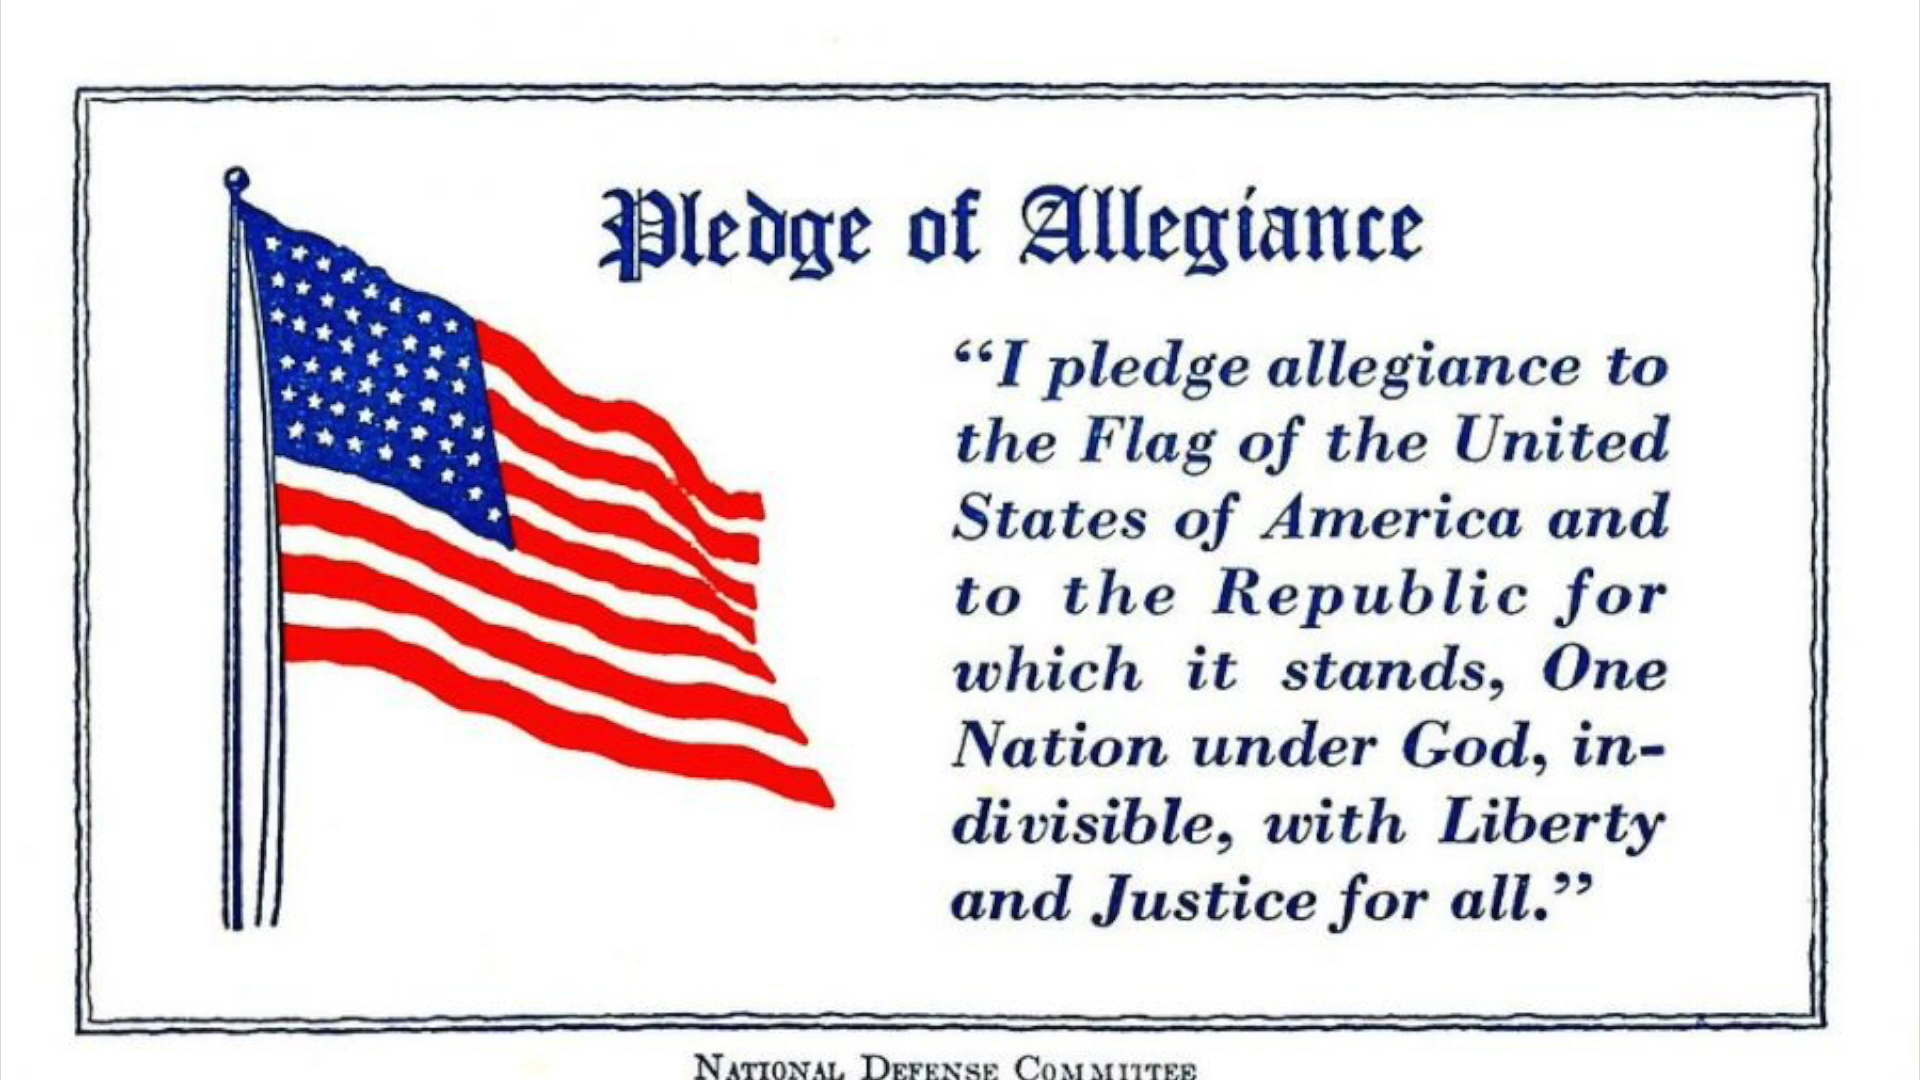 Pledge of Allegiance
“I pledge allegiance to
the Flag of the United
States of America and
to the Republic for
which it stands, One
Nation under God, in-
divisible, with Liberty
and Justice for all.”
NATIONAL DEFENSE COMMITTEE